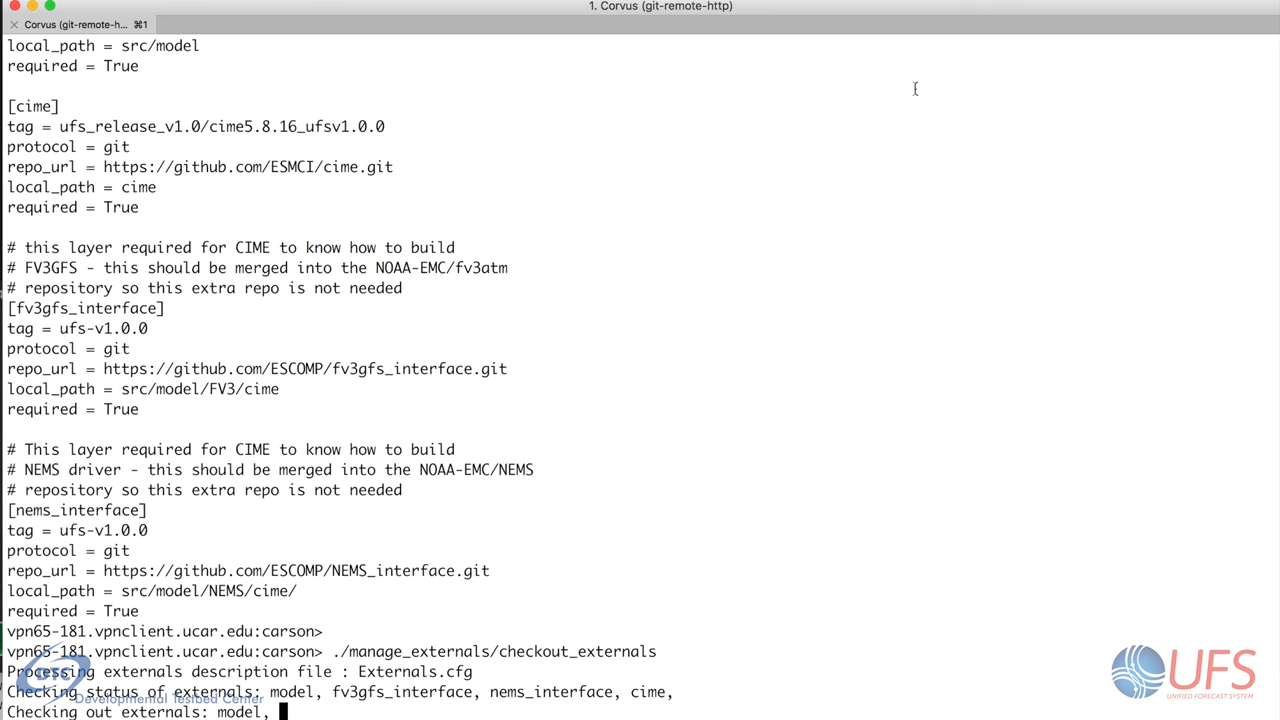 1. Corvus (git-remote-http)
Corvus (git-remote-h... ⌘1
local_path = src/model
required = True
[cime]
tag = ufs_release_v1.0/cime5.8.16_ufsv1.0.0
protocol = git
repo_url = https://github.com/ESMCI/cime.git
local_path = cime
required = True
# this layer required for CIME to know how to build
# FV3GFS - this should be merged into the NOAA-EMC/fv3atm
# repository so this extra repo is not needed
[fv3gfs_interface]
tag = ufs-v1.0.0
protocol = git
repo_url = https://github.com/ESCOMP/fv3gfs_interface.git
local_path = src/model/FV3/cime
required = True
# This layer required for CIME to know how to build
# NEMS driver - this should be merged into the NOAA-EMC/NEMS
# repository so this extra repo is not needed
[nems_interface]
tag = ufs-v1.0.0
protocol = git
repo_url = https://github.com/ESCOMP/NEMS_interface.git
local_path = src/model/NEMS/cime/
required = True
vpn65-181.vpnclient.ucar.edu:carson>
vpn65-181.vpnclient.ucar.edu:carson> ./manage_externals/checkout_externals
Processing externals description file : Externals.cfg
Checking status of externals: model, fv3gfs_interface, nems_interface, cime,
Checking out externals: model,
DTC
Developmental Testbed Center
UFS
UNIFIED FORECAST SYSTEM